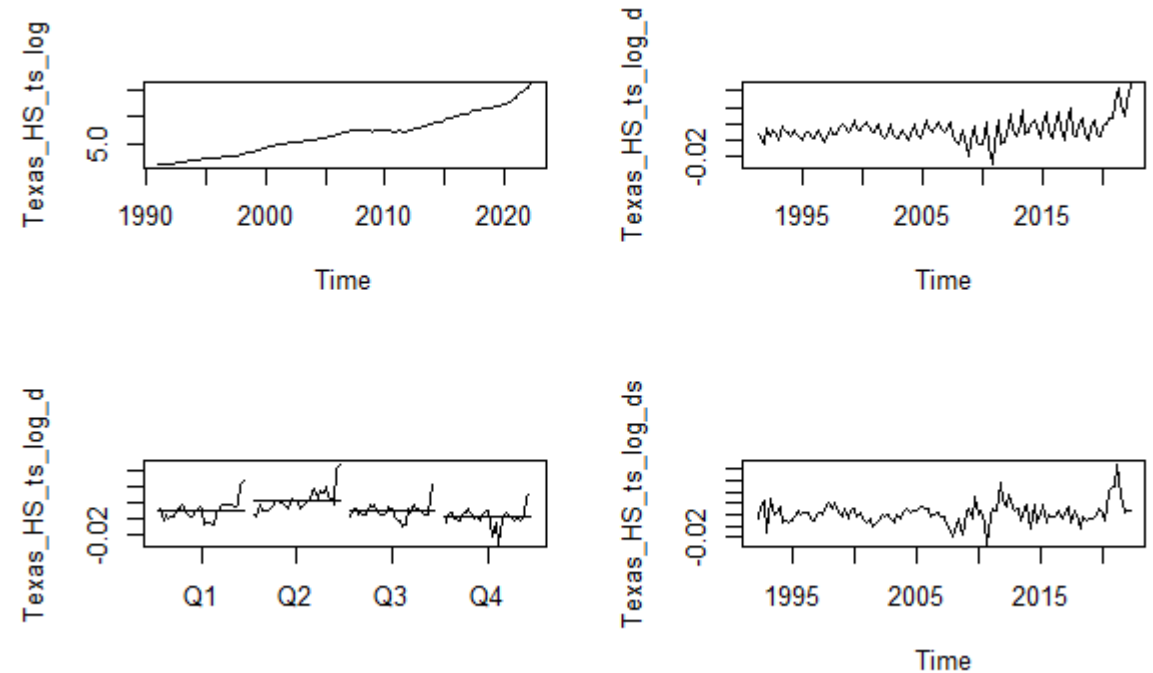 Texas_HS_ts_log
5.0
1990 2000 2010 2020
Time
Texas_HS_ts_log_d
-0.02
1995 2005 2015
Time
Texas_HS_ts_log_d
-0.02
Q1 Q2 Q3 Q4
Texas_HS_ts_log_ds
-0.02
1995 2005 2015
Time